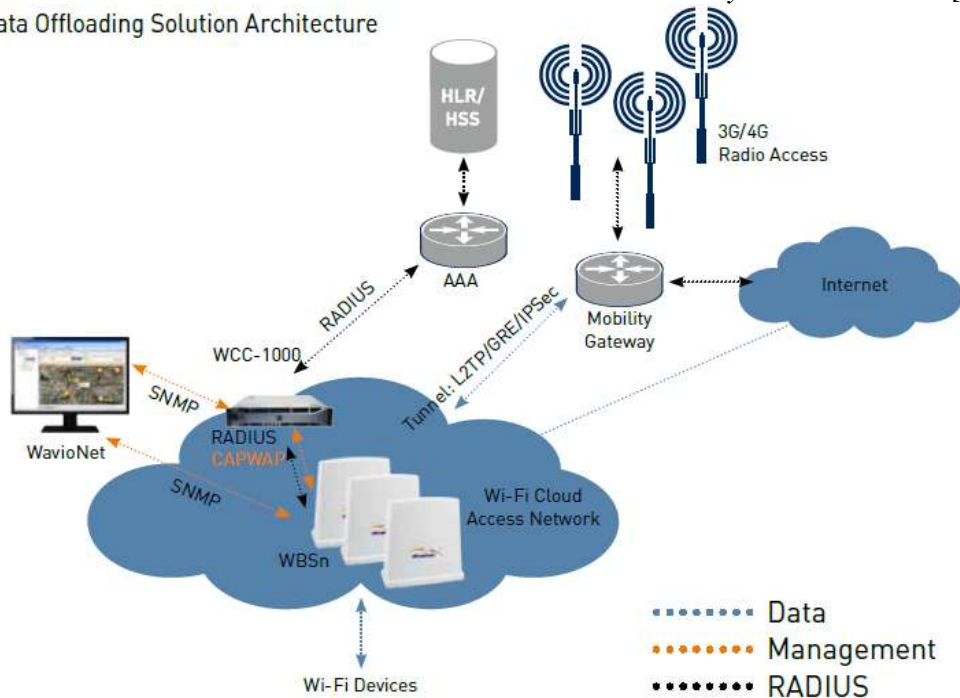 ata Offloading Solution Architecture
HLR/
HSS
3G/4G
Radio Access
AAA
RADIUS
Internet
Mobility
Gateway
Tunnel: L2TP/GRE/IPSec
WCC-1000
SNMP
WavioNet
RADIUS
CAPWAP
SNMP
Wi-Fi Cloud
Access Network
WBSn
Wi-Fi Devices
Data
Management
RADIUS